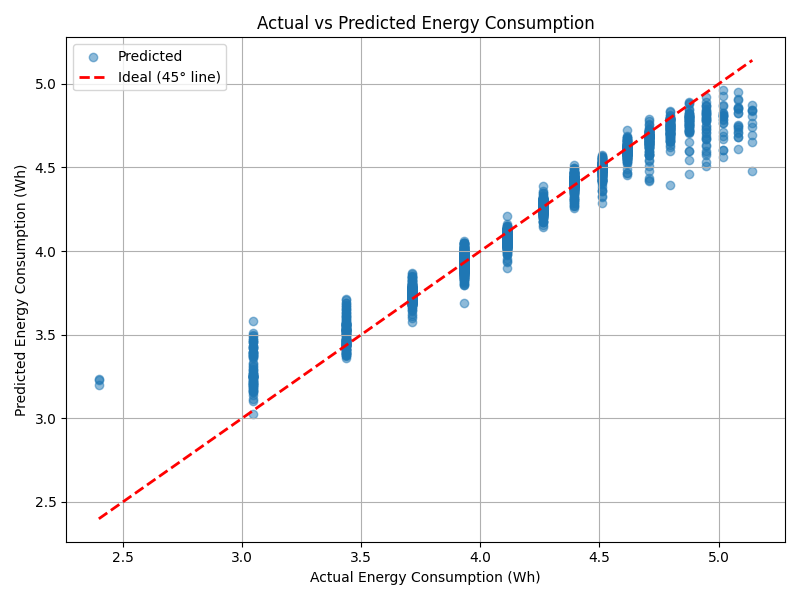 Actual vs Predicted Energy Consumption
Predicted
Ideal (45° line)
Predicted Energy Consumption (Wh)
5.0
4.5
4.0
3.5
3.0
2.5
2.5 3.0 3.5 4.0 4.5 5.0
Actual Energy Consumption (Wh)